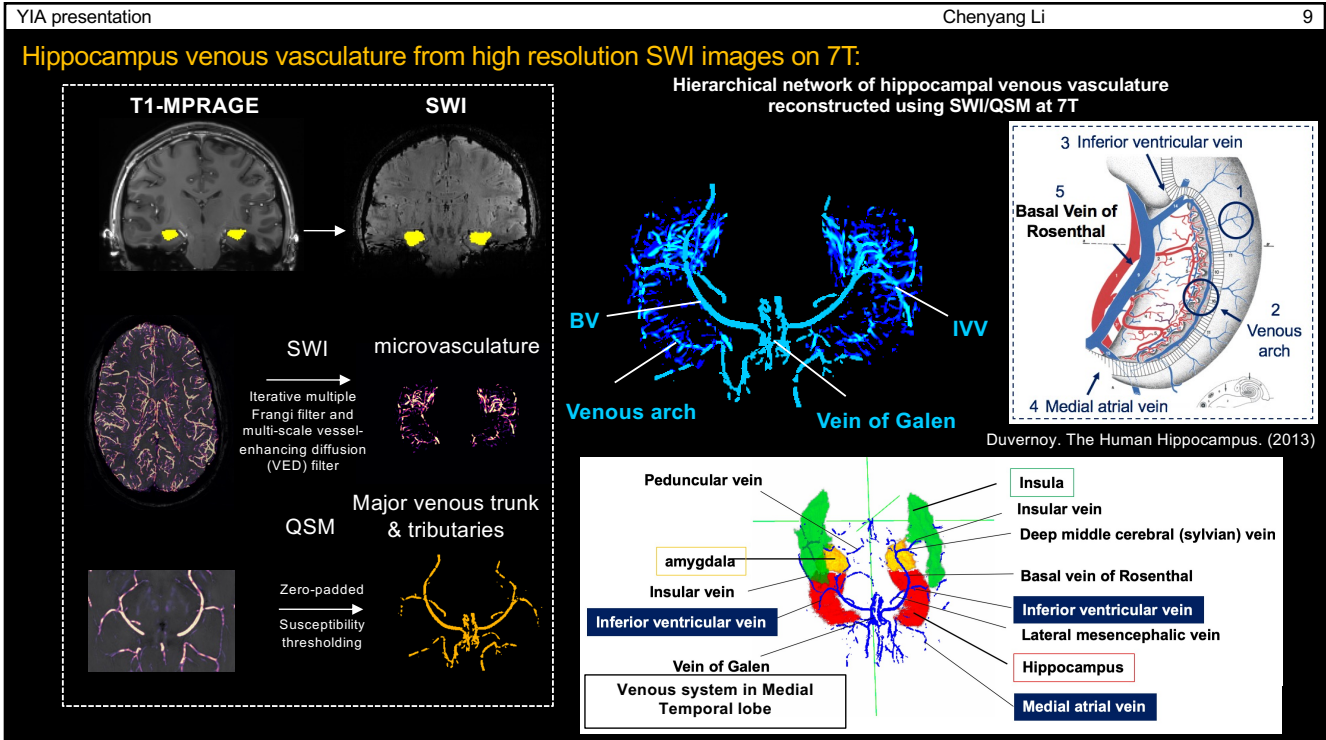 YIA presentation
Chenyang Li
9
Hippocampus venous vasculature from high resolution SWI images on 7T:
T1-MPRAGE
SWI
SWI
microvasculature
Iterative multiple
Frangi filter and
multi-scale vessel-
enhancing diffusion
(VED) filter
QSM
Major venous trunk
& tributaries
Zero-padded
Susceptibility
thresholding
Hierarchical network of hippocampal venous vasculature
reconstructed using SWI/QSM at 7T
BV
IVV
Venous arch
Vein of Galen
3 Inferior ventricular vein
1
5
Basal Vein of
Rosenthal
2
Venous
arch
4 Medial atrial vein
Duvernoy. The Human Hippocampus. (2013)
Peduncular vein
Insula
Insular vein
Deep middle cerebral (sylvian) vein
amygdala
Basal vein of Rosenthal
Insular vein
Inferior ventricular vein
Inferior ventricular vein
Lateral mesencephalic vein
Vein of Galen
Hippocampus
Medial atrial vein
Venous system in Medial
Temporal lobe